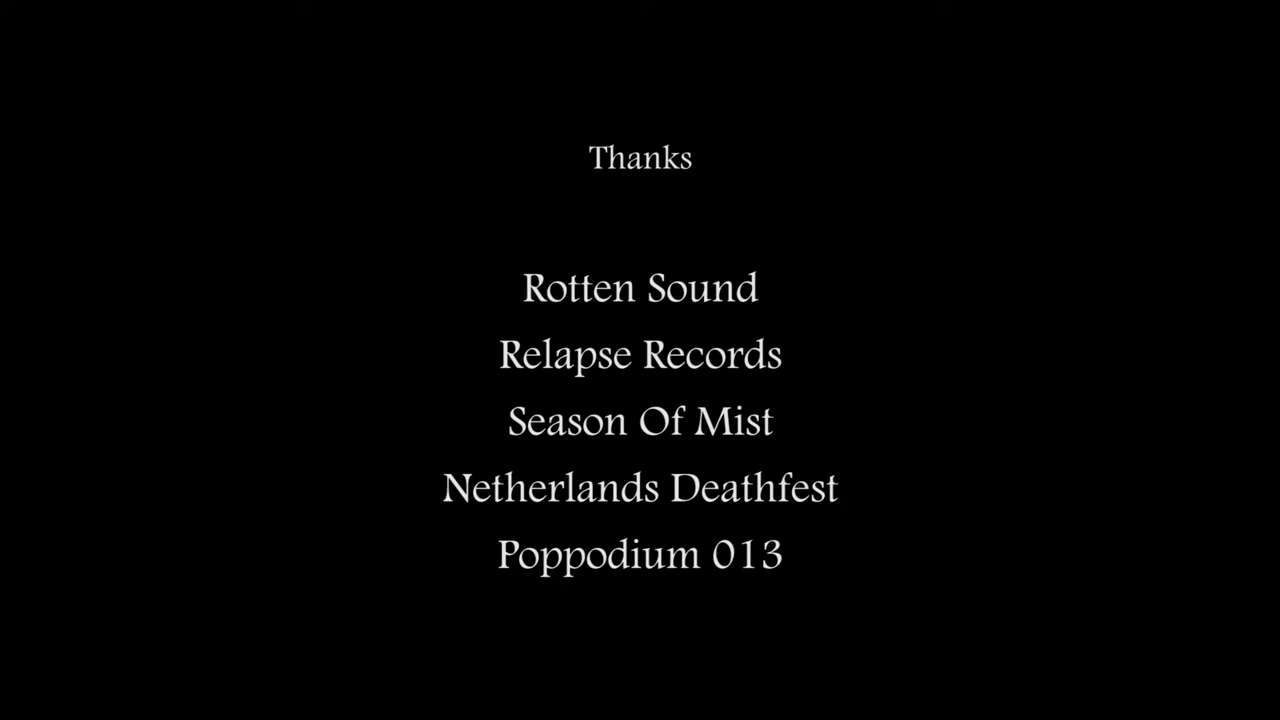 Thanks
Rotten Sound
Relapse Records
Season Of Mist
Netherlands Deathfest
Poppodium 013